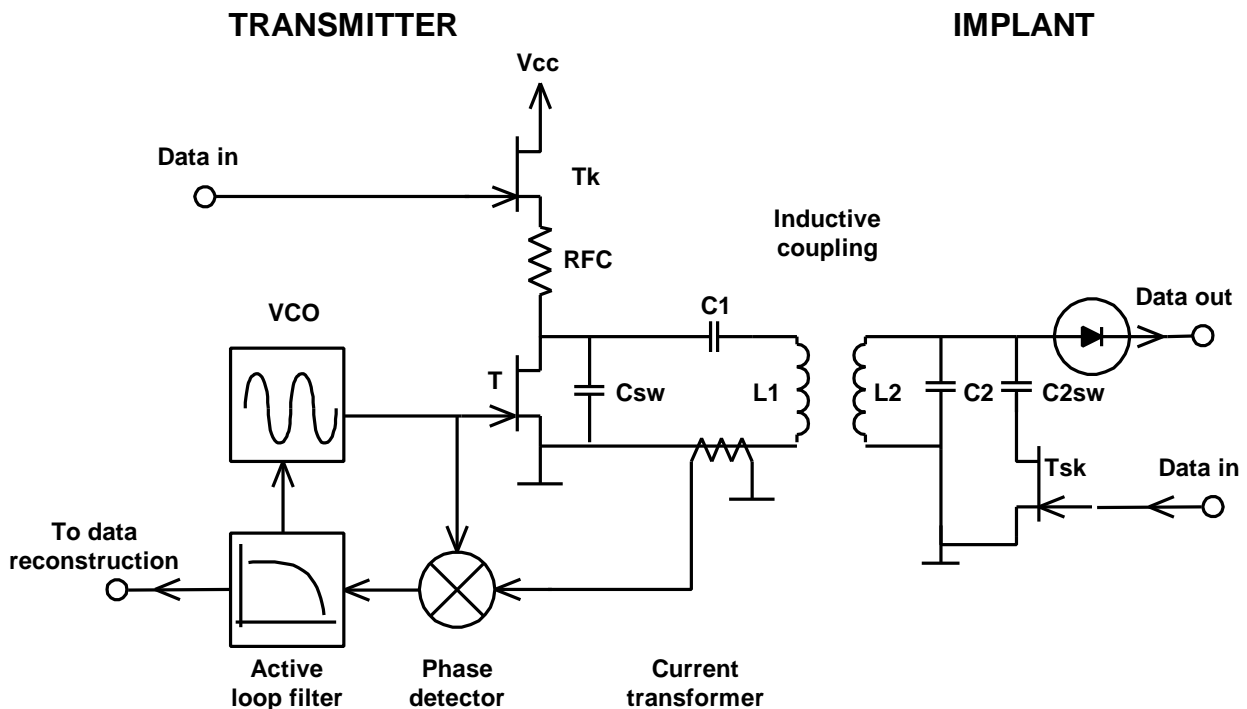 TRANSMITTER
IMPLANT
Vcc
Data in
Tk
Inductive
coupling
RFC
VCO
C1
Data out
T
Csw
L1
L2
C2
C2sw
Tsk
Data in
To data
reconstruction
Active
loop filter
Phase
detector
Current
transformer